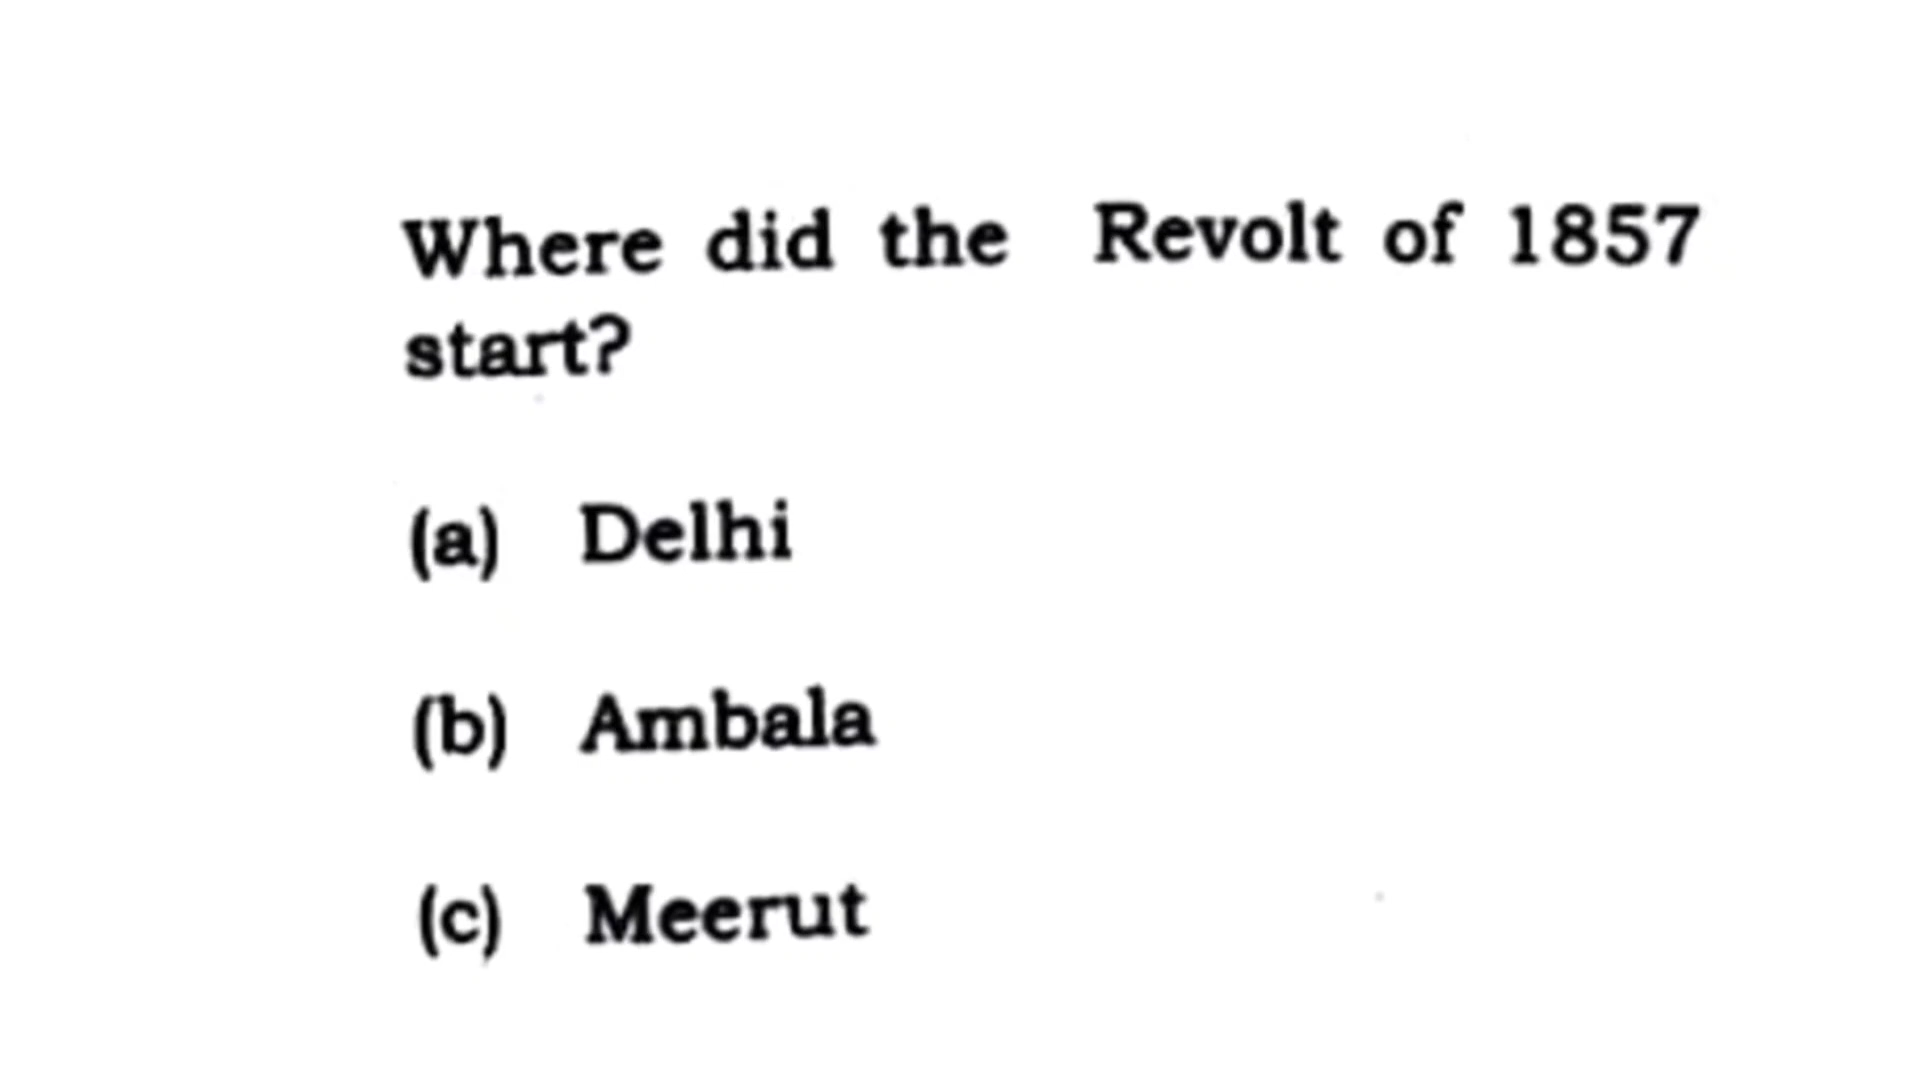 Where did the Revolt of 1857
start?
(a) Delhi
(b) Ambala
(c) Meerut